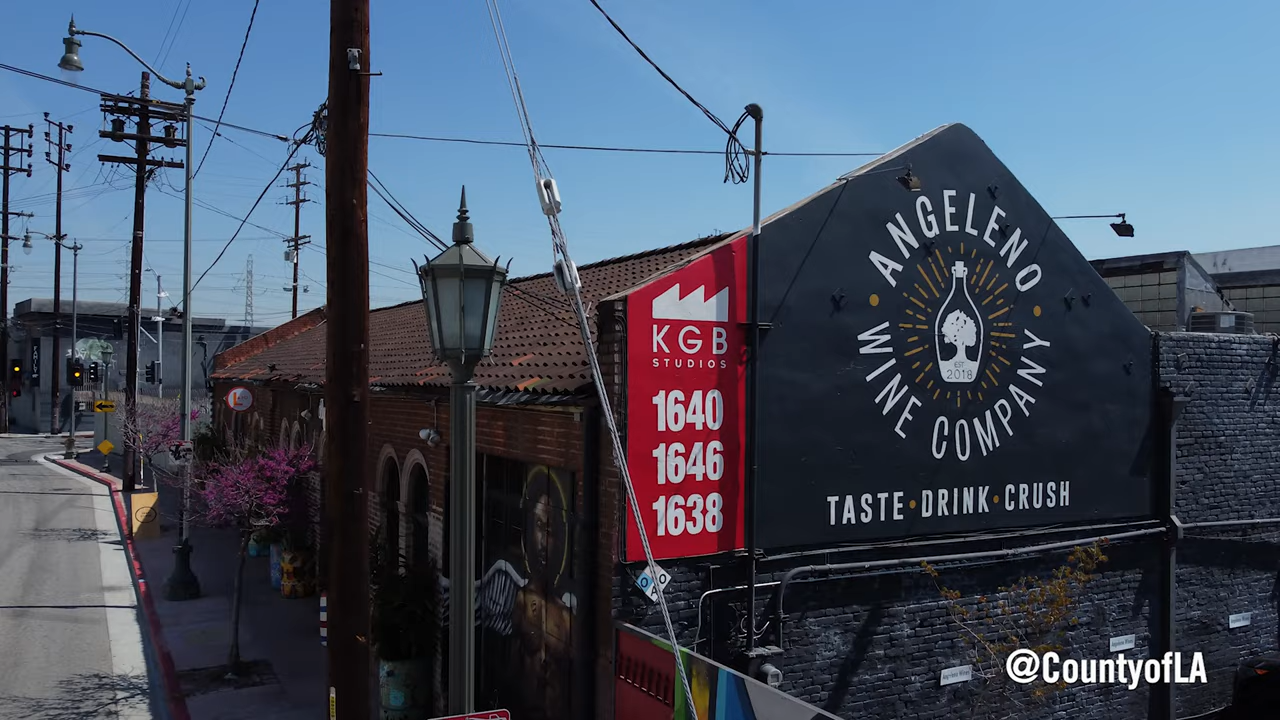 KGB
STUDIOS
1640
1646
1638
ANGELENO
WINE COMPANY
EST
2018
TASTE • DRINK • CRUSH
@CountyofLA